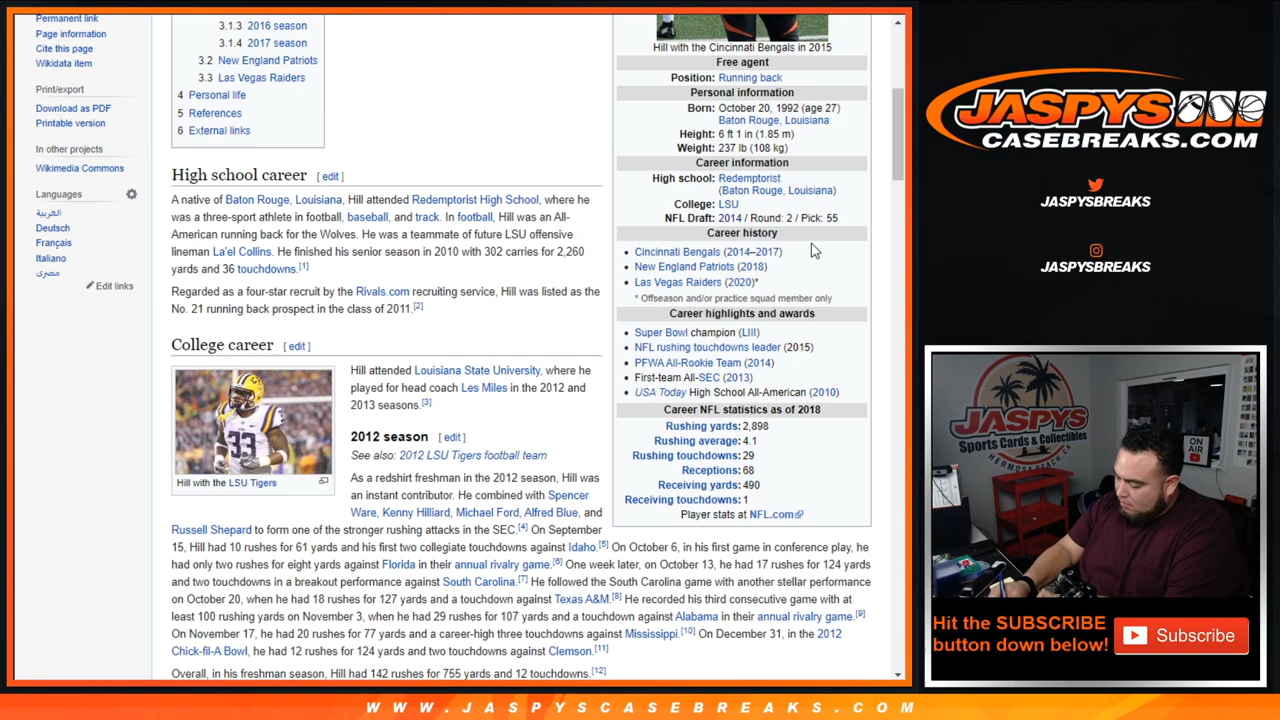 Permanent link
Page information
Cite this page
Wikidata item
Print/export
Download as PDF
Printable version
In other projects
Wikimedia Commons
Languages
العربية
Deutsch
Français
Italiano
مصرى
Edit links
3.1.3 2016 season
3.1.4 2017 season
3.2 New England Patriots
3.3 Las Vegas Raiders
4 Personal life
5 References
6 External links
High school career [ edit ]
A native of Baton Rouge, Louisiana, Hill attended Redemptorist High School, where he
was a three-sport athlete in football, baseball, and track. In football, Hill was an All-
American running back for the Wolves. He was a teammate of future LSU offensive
lineman La'el Collins. He finished his senior season in 2010 with 302 carries for 2,260
yards and 36 touchdowns.[1]
Regarded as a four-star recruit by the Rivals.com recruiting service, Hill was listed as the
No. 21 running back prospect in the class of 2011.[2]
College career [ edit ]
33
Hill with the LSU Tigers
Hill attended Louisiana State University, where he
played for head coach Les Miles in the 2012 and
2013 seasons.[3]
2012 season [ edit ]
See also: 2012 LSU Tigers football team
As a redshirt freshman in the 2012 season, Hill was
an instant contributor. He combined with Spencer
Ware, Kenny Hilliard, Michael Ford, Alfred Blue, and
Russell Shepard to form one of the stronger rushing attacks in the SEC.[4] On September
15, Hill had 10 rushes for 61 yards and his first two collegiate touchdowns against Idaho.[5] On October 6, in his first game in conference play, he
had only two rushes for eight yards against Florida in their annual rivalry game.[6] One week later, on October 13, he had 17 rushes for 124 yards
and two touchdowns in a breakout performance against South Carolina.[7] He followed the South Carolina game with another stellar performance
on October 20, when he had 18 rushes for 127 yards and a touchdown against Texas A&M.[8] He recorded his third consecutive game with at
least 100 rushing yards on November 3, when he had 29 rushes for 107 yards and a touchdown against Alabama in their annual rivalry game.[9]
On November 17, he had 20 rushes for 77 yards and a career-high three touchdowns against Mississippi.[10] On December 31, in the 2012
Chick-fil-A Bowl, he had 12 rushes for 124 yards and two touchdowns against Clemson.[11]
Overall, in his freshman season, Hill had 142 rushes for 755 yards and 12 touchdowns.[12]
Hill with the Cincinnati Bengals in 2015
Free agent
Position: Running back
Personal information
Born: October 20, 1992 (age 27)
Baton Rouge, Louisiana
Height: 6 ft 1 in (1.85 m)
Weight: 237 lb (108 kg)
Career information
High school: Redemptorist
(Baton Rouge, Louisiana)
College: LSU
NFL Draft: 2014 / Round: 2 / Pick: 55
Career history
• Cincinnati Bengals (2014–2017)
• New England Patriots (2018)
• Las Vegas Raiders (2020)*
* Offseason and/or practice squad member only
Career highlights and awards
• Super Bowl champion (LIII)
• NFL rushing touchdowns leader (2015)
• PFWA All-Rookie Team (2014)
• First-team All-SEC (2013)
• USA Today High School All-American (2010)
Career NFL statistics as of 2018
Rushing yards: 2,898
Rushing average: 4.1
Rushing touchdowns: 29
Receptions: 68
Receiving yards: 490
Receiving touchdowns: 1
Player stats at NFL.com
JASPYS
CASEBREAKS.COM
JASPYSBREAKS
JASPYSBREAKS
JASPYS
Sports Cards & Collectibles
HERMOSA BEACH, CA
ON
AIR
Hit the SUBSCRIBE
button down below!
Subscribe
WWW.JASPYSCASEBREAKS.COM